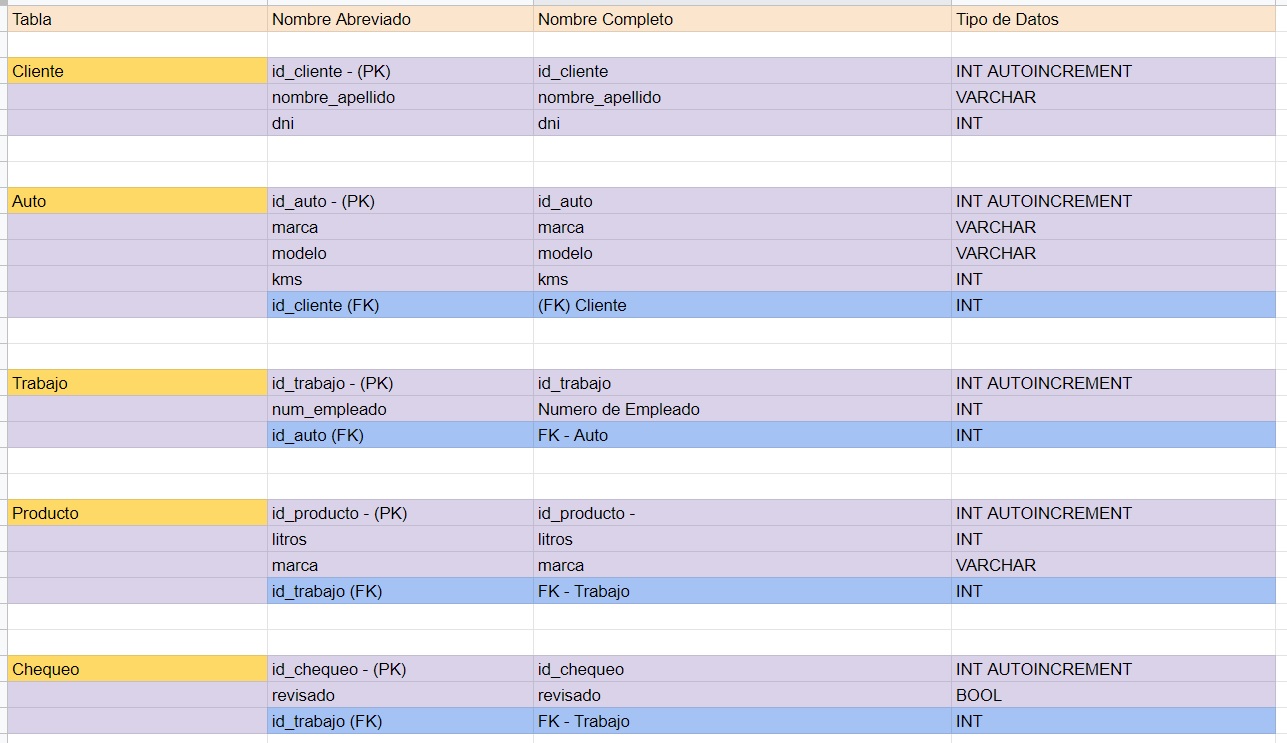 Tabla Nombre Abreviado Nombre Completo Tipo de Datos
Cliente id_cliente - (PK) id_cliente INT AUTOINCREMENT
nombre_apellido nombre_apellido VARCHAR
dni dni INT
Auto id_auto - (PK) id_auto INT AUTOINCREMENT
marca marca VARCHAR
modelo modelo VARCHAR
kms kms INT
id_cliente (FK) (FK) Cliente INT
Trabajo id_trabajo - (PK) id_trabajo INT AUTOINCREMENT
num_empleado Numero de Empleado INT
id_auto (FK) FK - Auto INT
Producto id_producto - (PK) id_producto - INT AUTOINCREMENT
litros litros INT
marca marca VARCHAR
id_trabajo (FK) FK - Trabajo INT
Chequeo id_chequeo - (PK) id_chequeo INT AUTOINCREMENT
revisado revisado BOOL
id_trabajo (FK) FK - Trabajo INT